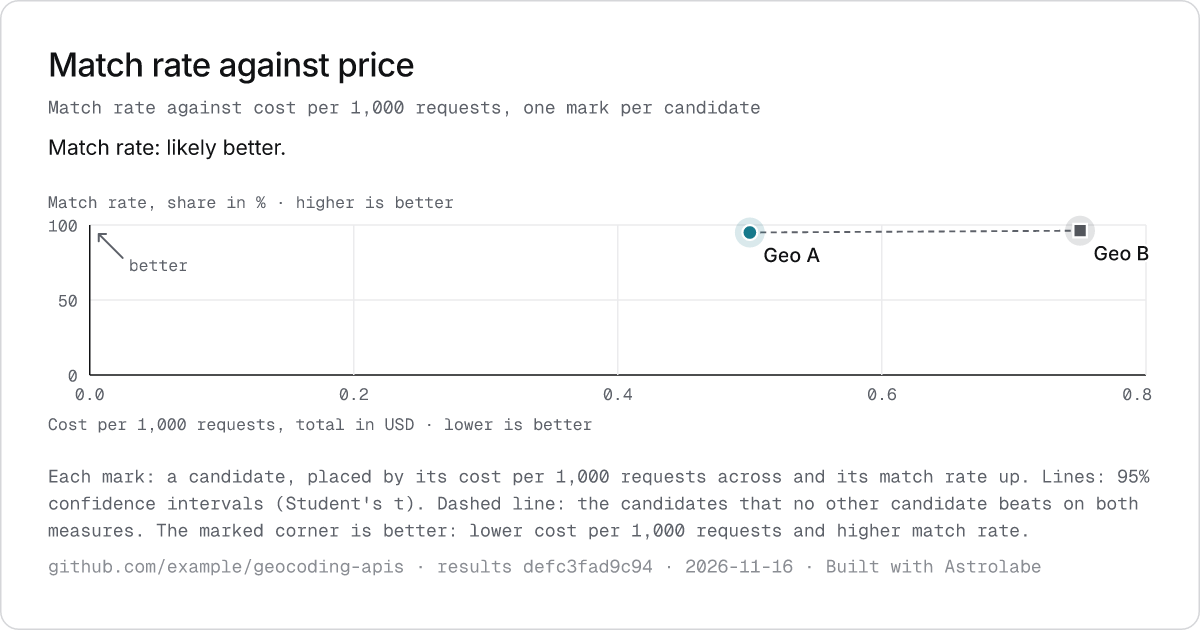 Match rate against price
Match rate against cost per 1,000 requests, one mark per candidate
Match rate: likely better.
Match rate, share in % · higher is better
100
better
Geo A
Geo B
50
0
0.0
0.2
0.4
0.6
0.8
Cost per 1,000 requests, total in USD · lower is better
Each mark: a candidate, placed by its cost per 1,000 requests across and its match rate up. Lines: 95%
confidence intervals (Student's t). Dashed line: the candidates that no other candidate beats on both
measures. The marked corner is better: lower cost per 1,000 requests and higher match rate.
github.com/example/geocoding-apis · results defc3fad9c94 · 2026-11-16 · Built with Astrolabe